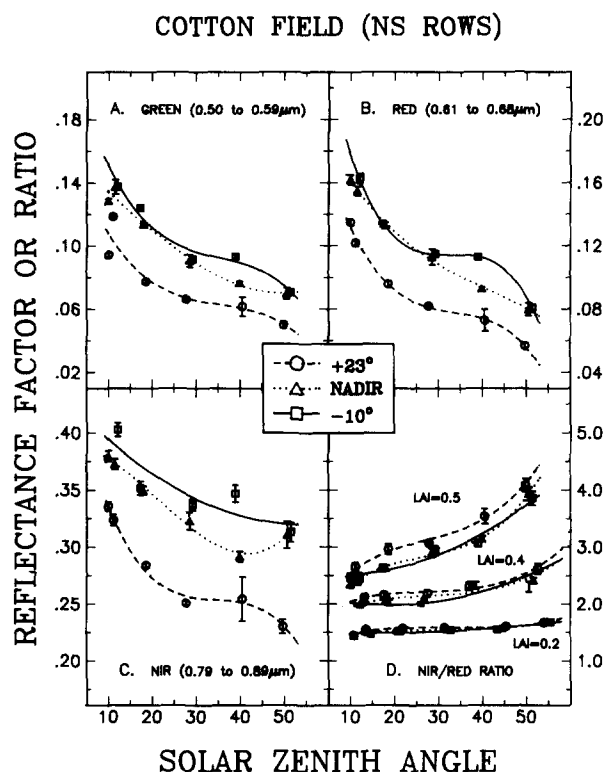 COTTON FIELD (NS ROWS)
REFLECTANCE FACTOR OR RATIO
A. GREEN (0.50 to 0.59μm)
.18
.14
.10
.06
.02
B. RED (0.61 to 0.68μm)
.20
.16
.12
.08
.04
+23°
NADIR
-10°
.40
.35
.30
.25
.20
C. NIR (0.79 to 0.89μm)
10 20 30 40 50
5.0
4.0
3.0
2.0
1.0
LAI=0.5
LAI=0.4
LAI=0.2
D. NIR/RED RATIO
10 20 30 40 50
SOLAR ZENITH ANGLE